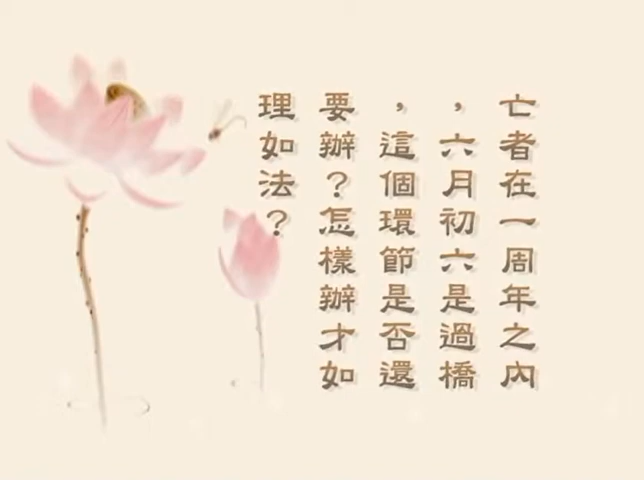 亡者在一周年之內
，六月初六是過橋
，這個環節是否還
要辦？怎樣辦才如
理如法？